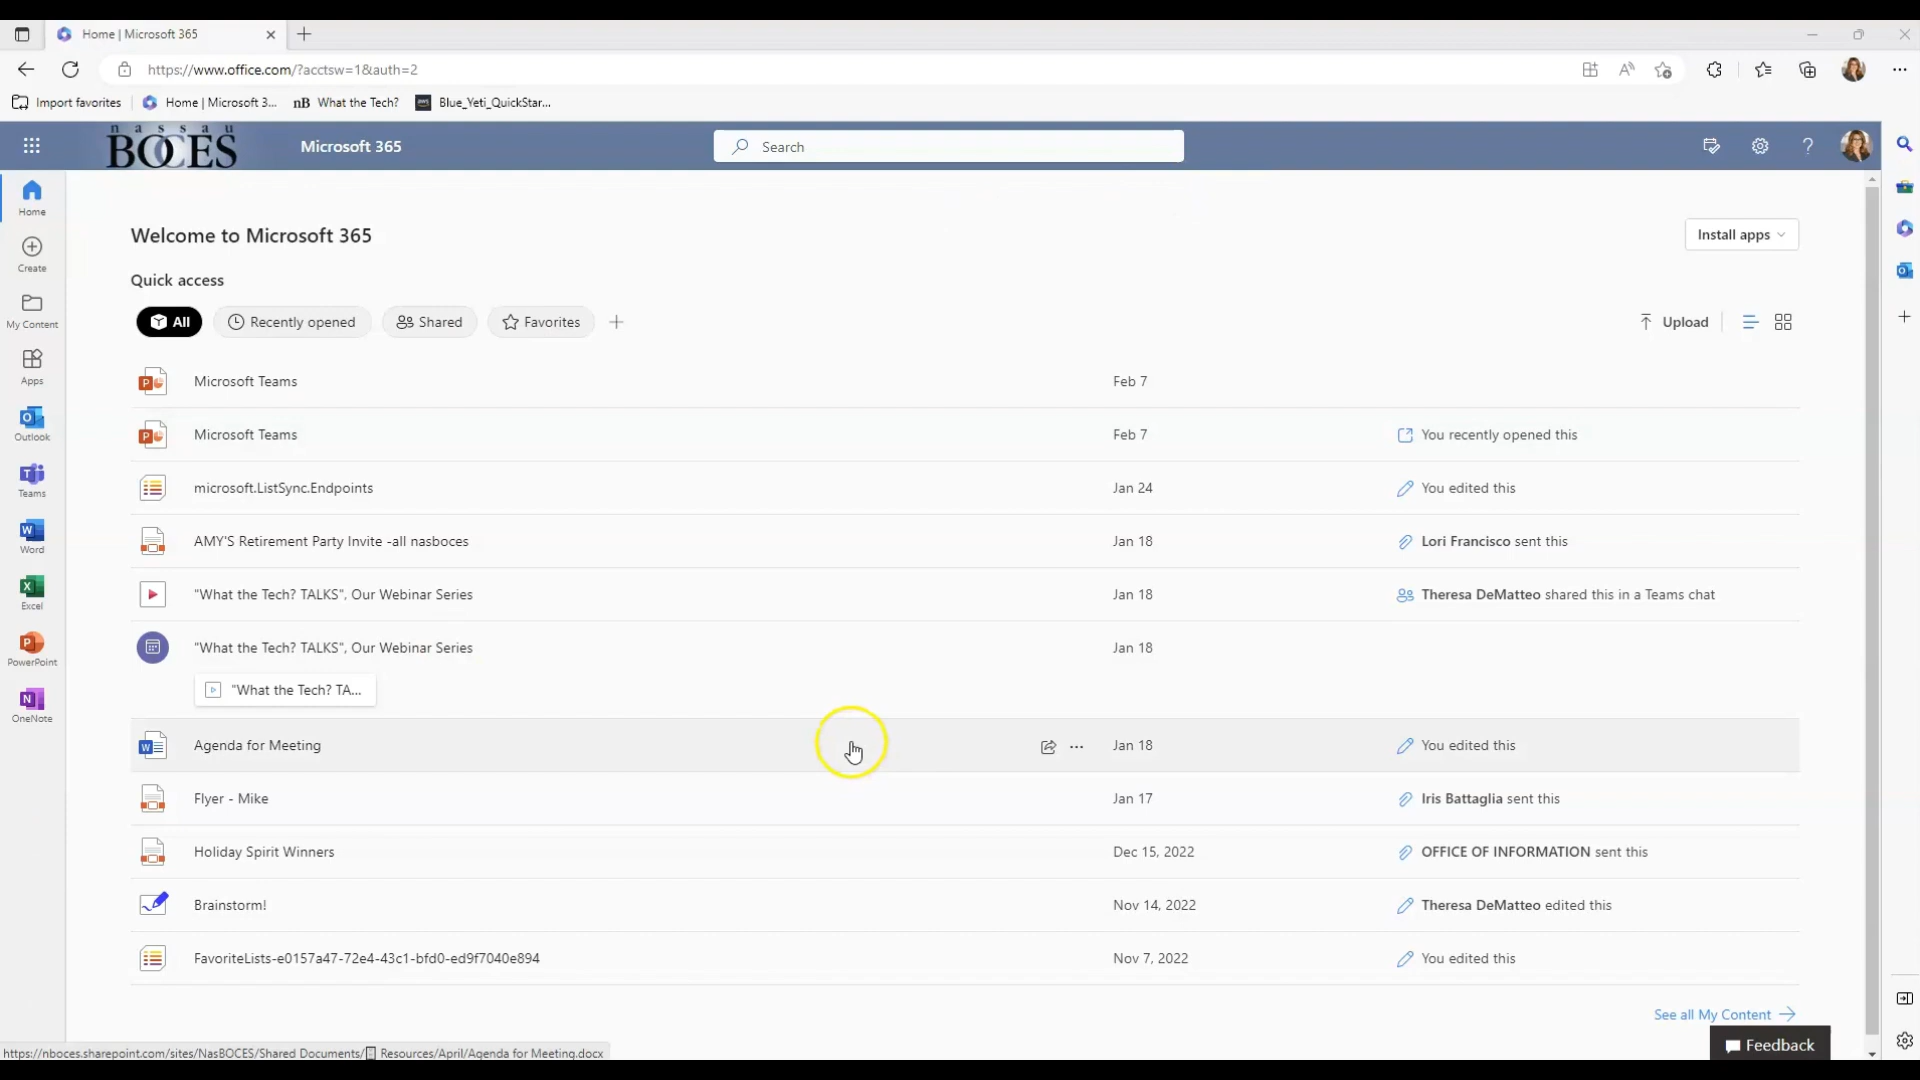 Home | Microsoft 365
https://www.office.com/?acctsw=1&auth=2
Import favorites
Home | Microsoft 3...
nB What the Tech?
Blue_Yeti_QuickStar...
nassau
BOCES
Microsoft 365
Search
Home
Create
My Content
Apps
Outlook
Teams
Word
Excel
PowerPoint
OneNote
Welcome to Microsoft 365
Install apps
Quick access
All
Recently opened
Shared
Favorites
Upload
Microsoft Teams Feb 7
Microsoft Teams Feb 7 You recently opened this
microsoft.ListSync.Endpoints Jan 24 You edited this
AMY'S Retirement Party Invite -all nasboces Jan 18 Lori Francisco sent this
"What the Tech? TALKS", Our Webinar Series Jan 18 Theresa DeMatteo shared this in a Teams chat
"What the Tech? TALKS", Our Webinar Series Jan 18
"What the Tech? TA...
Agenda for Meeting Jan 18 You edited this
Flyer - Mike Jan 17 Iris Battaglia sent this
Holiday Spirit Winners Dec 15, 2022 OFFICE OF INFORMATION sent this
Brainstorm! Nov 14, 2022 Theresa DeMatteo edited this
FavoriteLists-e0157a47-72e4-43c1-bfd0-ed9f7040e894 Nov 7, 2022 You edited this
See all My Content
Feedback
https://nboces.sharepoint.com/sites/NasBOCES/Shared Documents/ Resources/April/Agenda for Meeting.docx